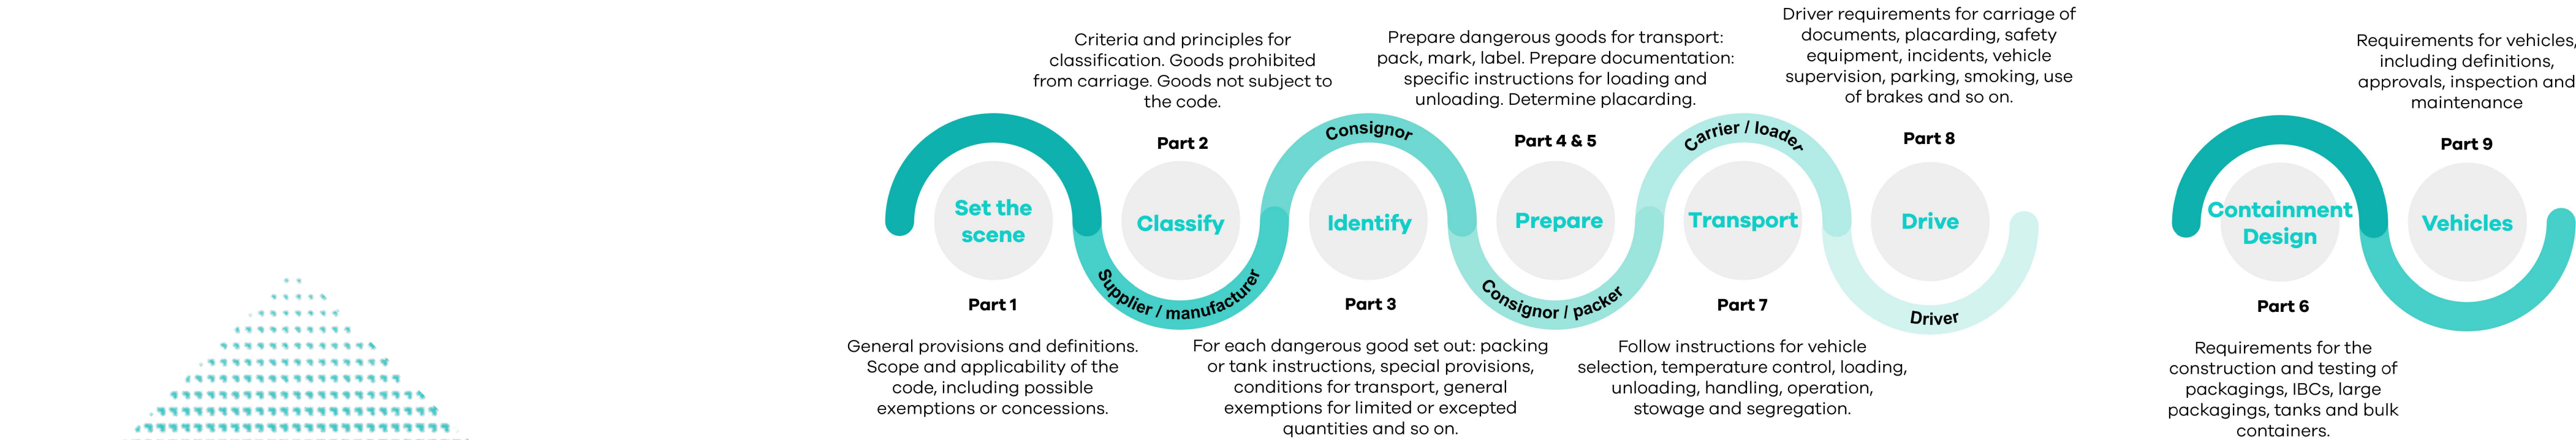 Set the
scene
Part 1
General provisions and definitions.
Scope and applicability of the
code, including possible
exemptions or concessions.
Criteria and principles for
classification. Goods prohibited
from carriage. Goods not subject to
the code.
Part 2
Classify
Supplier / manufacturer
Consignor
Identify
Part 3
For each dangerous good set out: packing
or tank instructions, special provisions,
conditions for transport, general
exemptions for limited or excepted
quantities and so on.
Prepare dangerous goods for transport:
pack, mark, label. Prepare documentation:
specific instructions for loading and
unloading. Determine placarding.
Part 4 & 5
Prepare
Consignor / packer
Carrier / loader
Transport
Part 7
Follow instructions for vehicle
selection, temperature control, loading,
unloading, handling, operation,
stowage and segregation.
Driver requirements for carriage of
documents, placarding, safety
equipment, incidents, vehicle
supervision, parking, smoking, use
of brakes and so on.
Part 8
Drive
Driver
Containment
Design
Part 6
Requirements for the
construction and testing of
packagings, IBCs, large
packagings, tanks and bulk
containers.
Requirements for vehicles,
including definitions,
approvals, inspection and
maintenance
Part 9
Vehicles